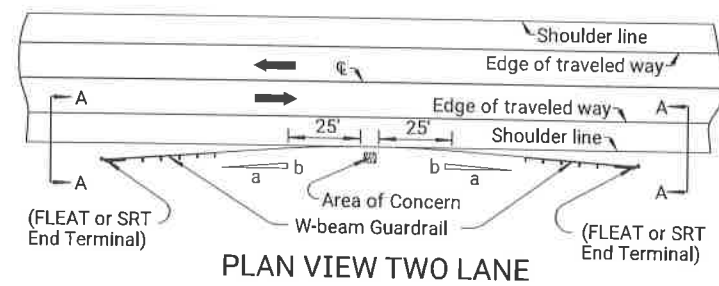 Shoulder line
Edge of traveled way
℄
A
A
Edge of traveled way
25'
25'
Shoulder line
a
b
b
a
A
A
Area of Concern
W-beam Guardrail
(FLEAT or SRT
End Terminal)
(FLEAT or SRT
End Terminal)
PLAN VIEW TWO LANE